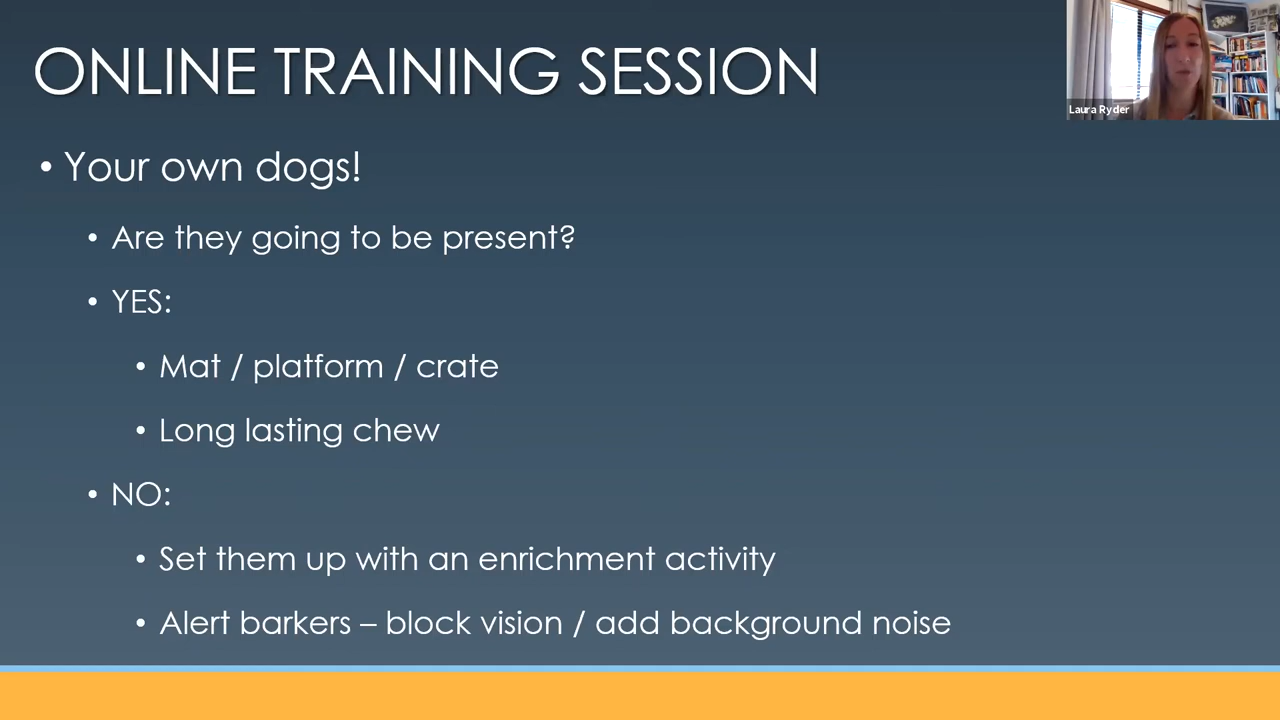 ONLINE TRAINING SESSION
Laura Ryder
• Your own dogs!
• Are they going to be present?
• YES:
• Mat / platform / crate
• Long lasting chew
• NO:
• Set them up with an enrichment activity
• Alert barkers – block vision / add background noise